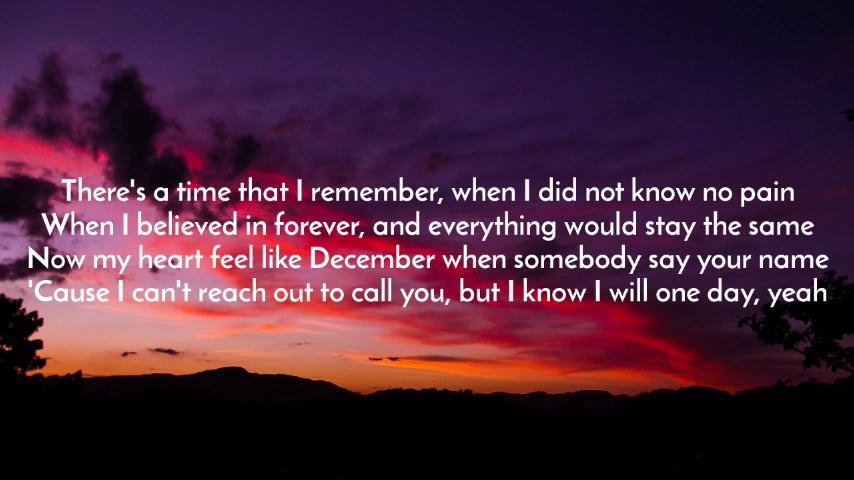 There's a time that I remember, when I did not know no pain
When I believed in forever, and everything would stay the same
Now my heart feel like December when somebody say your name
'Cause I can't reach out to call you, but I know I will one day, yeah